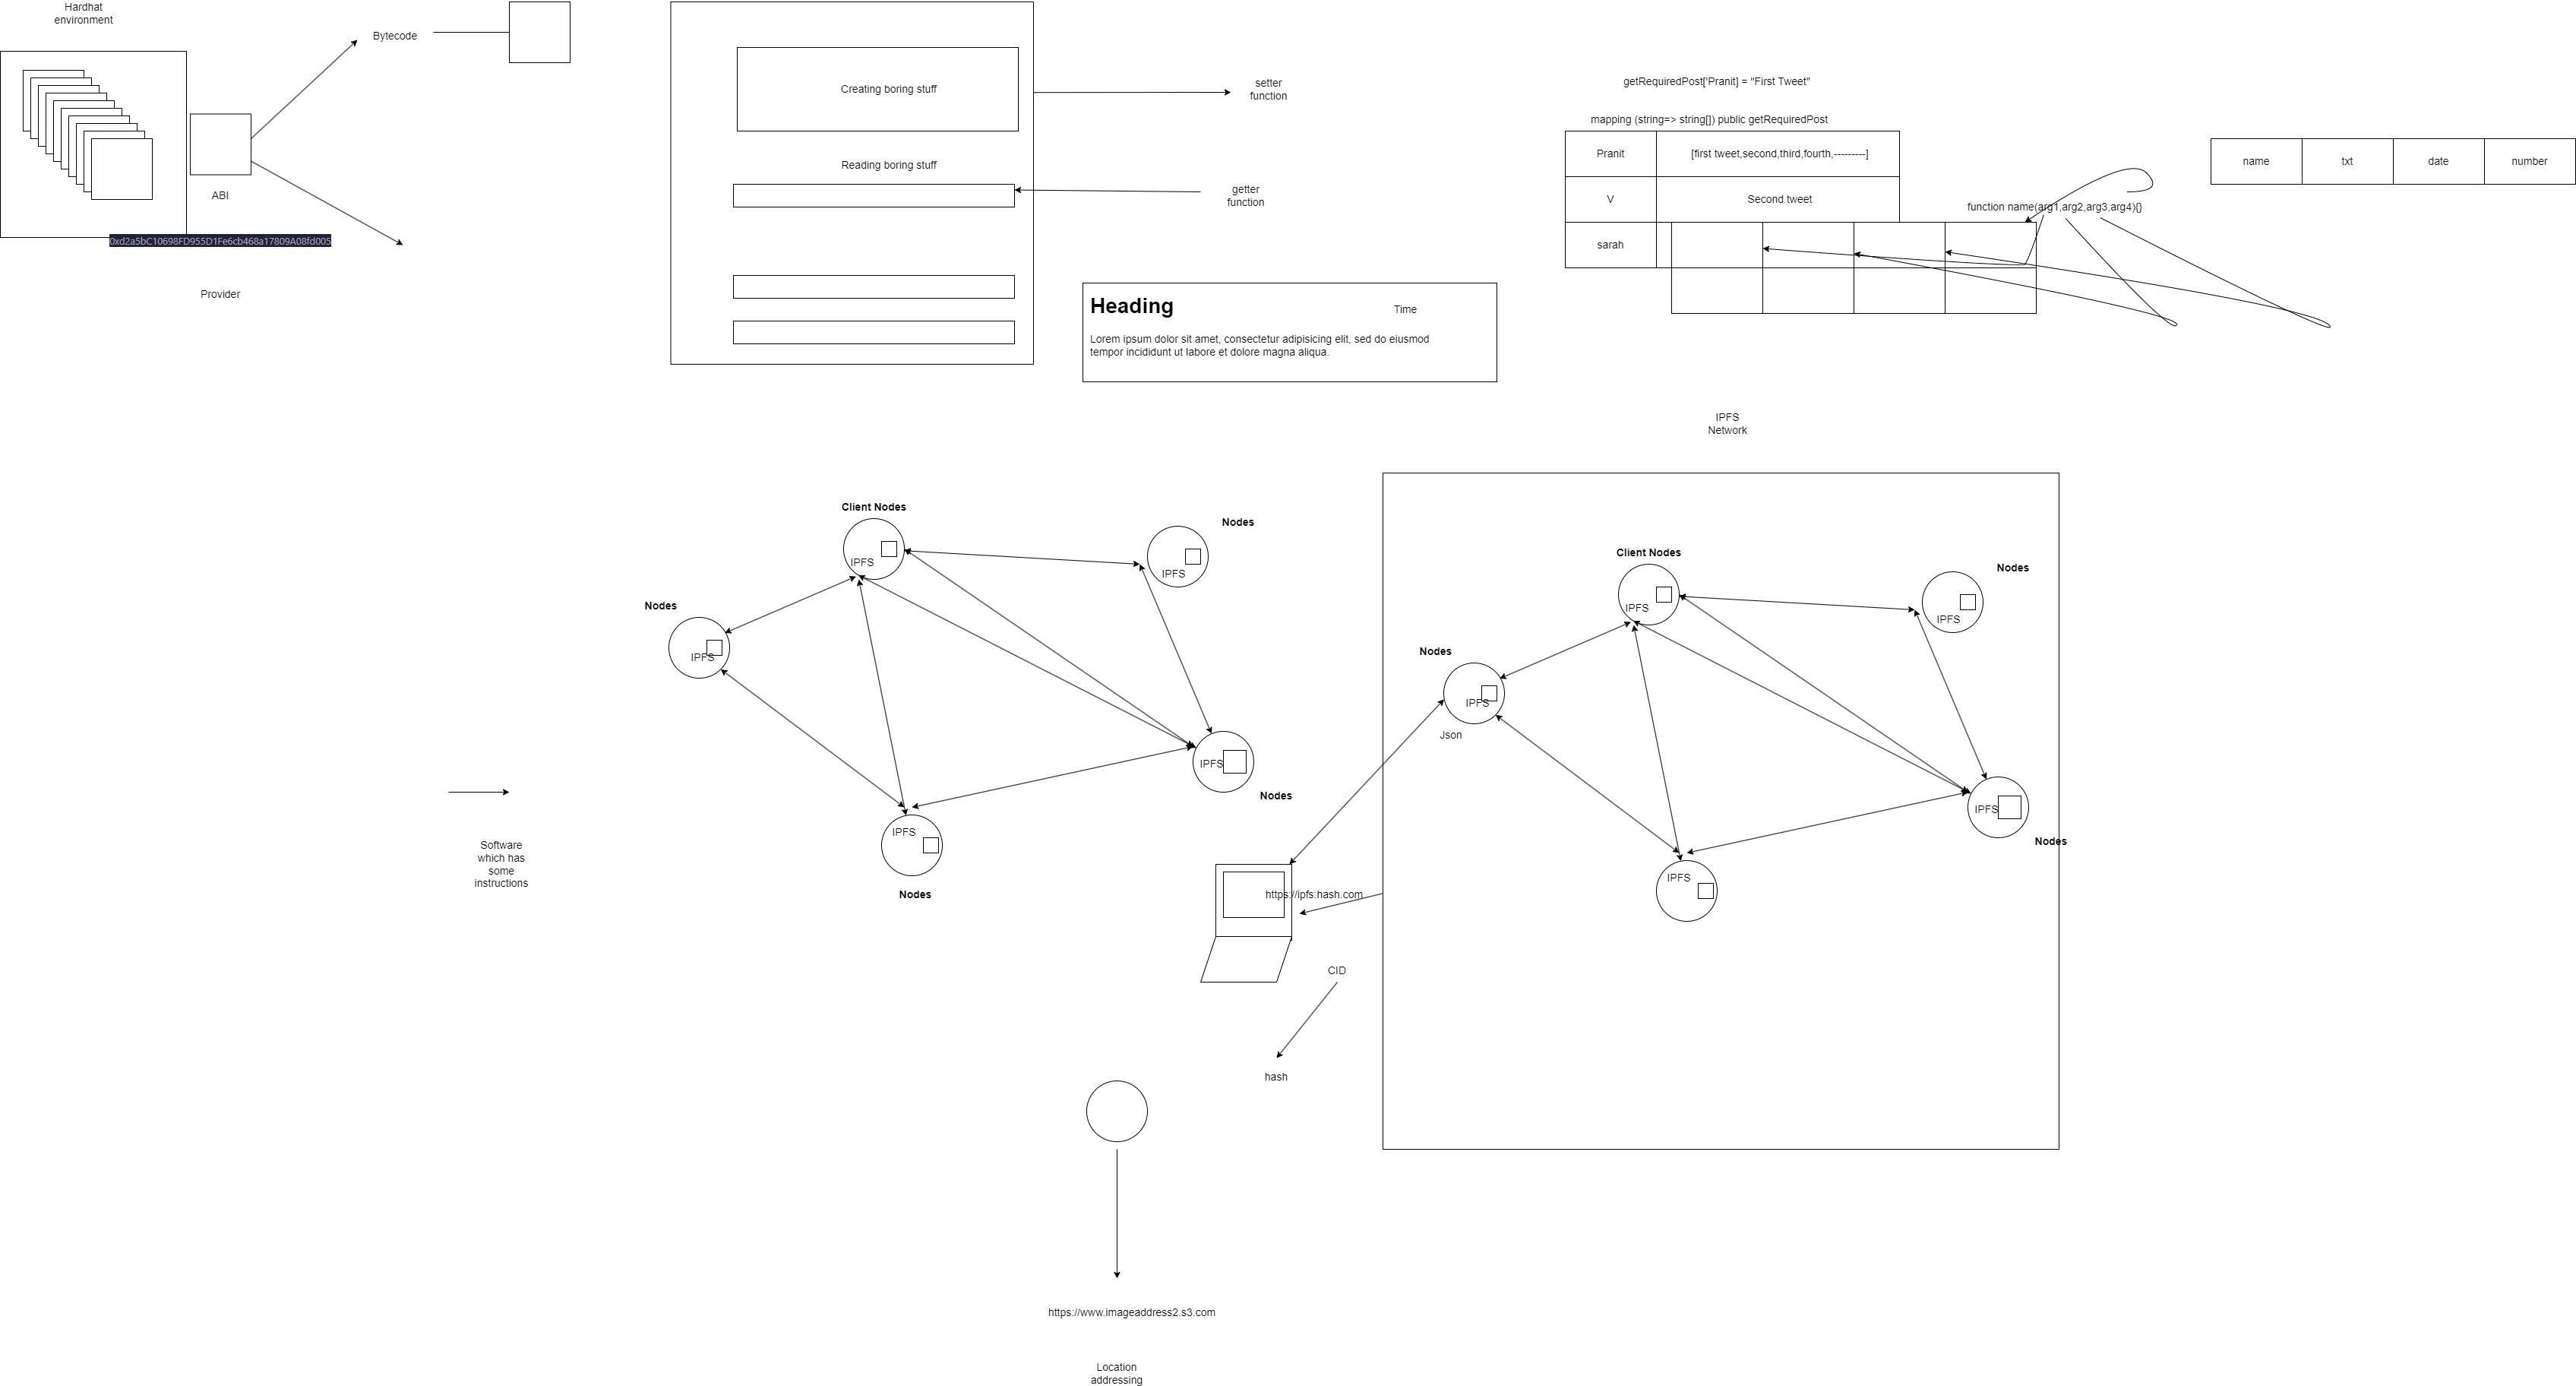 Hardhat
environment
Bytecode
ABI
0xd2a5bC10698FD955D1Fe6cb468a17809A08fd005
Provider
Creating boring stuff
setter
function
Reading boring stuff
getter
function
Heading
Time
Lorem ipsum dolor sit amet, consectetur adipisicing elit, sed do eiusmod
tempor incididunt ut labore et dolore magna aliqua.
getRequiredPost['Pranit] = "First Tweet"
mapping (string=> string[]) public getRequiredPost
Pranit
[first tweet,second,third,fourth,---------]
V
Second tweet
sarah
function name(arg1,arg2,arg3,arg4){}
name
txt
date
number
IPFS
Network
Client Nodes
IPFS
Nodes
IPFS
Nodes
IPFS
IPFS
Nodes
IPFS
Nodes
Software
which has
some
instructions
Client Nodes
IPFS
Nodes
IPFS
Nodes
IPFS
Json
IPFS
Nodes
IPFS
https://ipfs:hash.com
CID
hash
https://www.imageaddress2.s3.com
Location
addressing